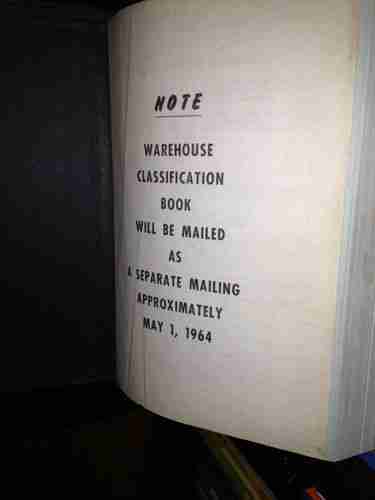 NOTE
WAREHOUSE
CLASSIFICATION
BOOK
WILL BE MAILED
AS
A SEPARATE MAILING
APPROXIMATELY
MAY 1, 1964